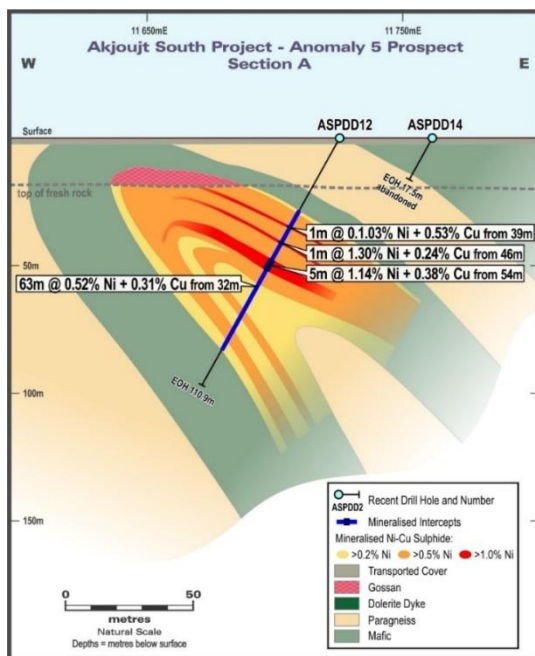 11 650mE
11 750mE
Akjoujt South Project - Anomaly 5 Prospect
Section A
W
E
Surface
ASPDD12
ASPDD14
EOH 17.5m
abandoned
top of fresh rock
1m @ 0.1.03% Ni + 0.53% Cu from 39m
1m @ 1.30% Ni + 0.24% Cu from 46m
5m @ 1.14% Ni + 0.38% Cu from 54m
50m
63m @ 0.52% Ni + 0.31% Cu from 32m
EOH 110.9m
100m
150m
ASPDD2
Recent Drill Hole and Number
Mineralised Intercepts
Mineralised Ni-Cu Sulphide:
>0.2% Ni >0.5% Ni >1.0% Ni
Transported Cover
Gossan
Dolerite Dyke
Paragneiss
Mafic
0 50
metres
Natural Scale
Depths = metres below surface